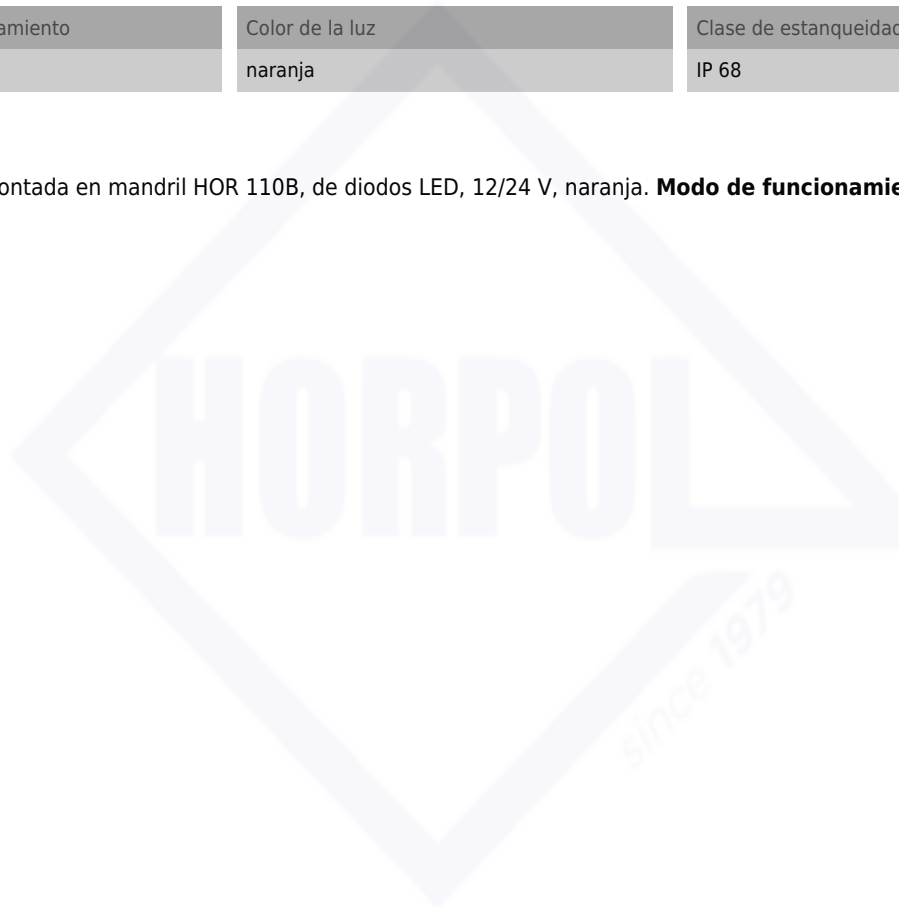 amiento Color de la luz Clase de estanqueidad
naranja IP 68
ontada en mandril HOR 110B, de diodos LED, 12/24 V, naranja. Modo de funcionamie
HORPOL
since 1979